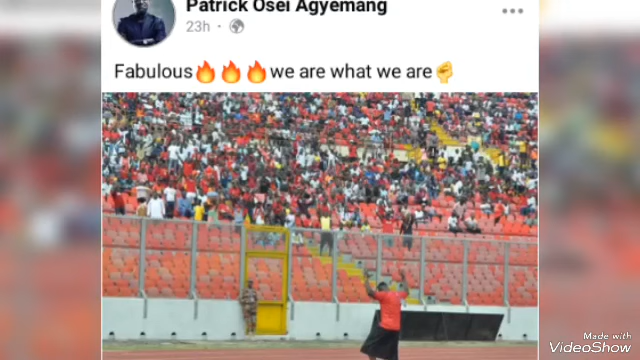 Patrick Osei Agyemang
23h ·
Fabulous🔥🔥🔥we are what we are✊
Made with
VideoShow